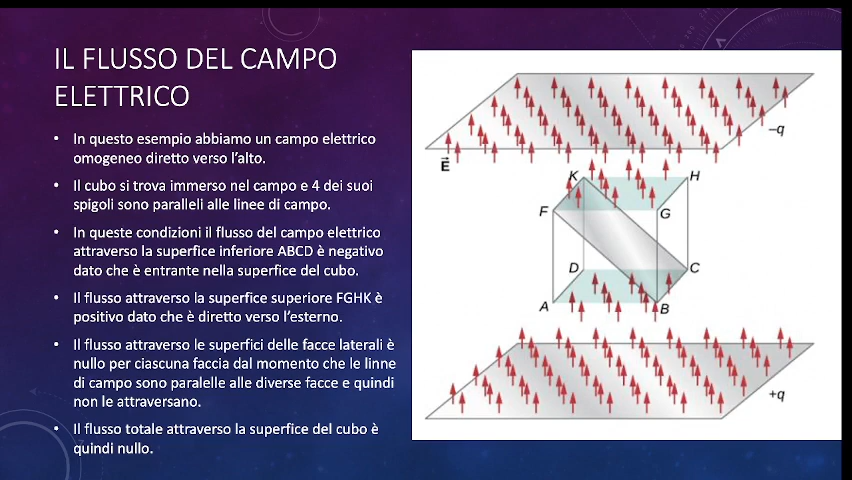 IL FLUSSO DEL CAMPO
ELETTRICO
• In questo esempio abbiamo un campo elettrico
omogeneo diretto verso l'alto.
• Il cubo si trova immerso nel campo e 4 dei suoi
spigoli sono paralleli alle linee di campo.
• In queste condizioni il flusso del campo elettrico
attraverso la superfice inferiore ABCD è negativo
dato che è entrante nella superfice del cubo.
• Il flusso attraverso la superfice superiore FGHK è
positivo dato che è diretto verso l'esterno.
• Il flusso attraverso le superfici delle facce laterali è
nullo per ciascuna faccia dal momento che le linne
di campo sono paralelle alle diverse facce e quindi
non le attraversano.
• Il flusso totale attraverso la superfice del cubo è
quindi nullo.
–q
E
K
H
F
G
D
C
A
B
+q